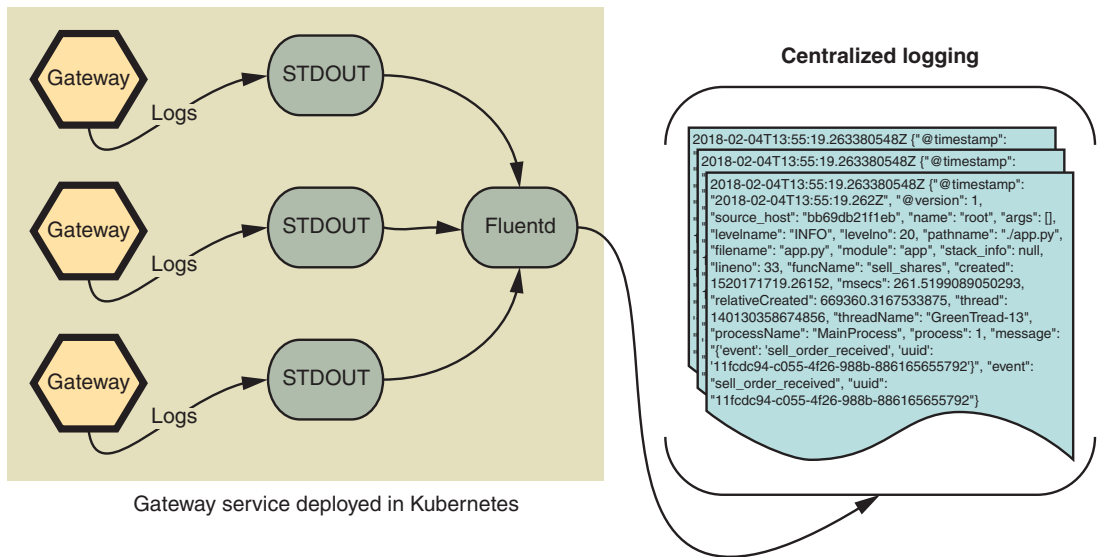 Gateway
Logs
STDOUT
Gateway
Logs
STDOUT
Fluentd
Gateway
Logs
STDOUT
Gateway service deployed in Kubernetes
Centralized logging
2018-02-04T13:55:19.263380548Z {"@timestamp":
2018-02-04T13:55:19.263380548Z {"@timestamp":
2018-02-04T13:55:19.263380548Z {"@timestamp":
"2018-02-04T13:55:19.262Z", "@version": 1,
"source_host": "bb69db21f1eb", "name": "root", "args": [],
"levelname": "INFO", "levelno": 20, "pathname": "./app.py",
"filename": "app.py", "module": "app", "stack_info": null,
"lineno": 33, "funcName": "sell_shares", "created":
1520171719.26152, "msecs": 261.5199089050293,
"relativeCreated": 669360.3167533875, "thread":
140130358674856, "threadName": "GreenTread-13",
"processName": "MainProcess", "process": 1, "message":
"{'event': 'sell_order_received', 'uuid':
'11fcdc94-c055-4f26-988b-886165655792'}", "event":
"sell_order_received", "uuid":
"11fcdc94-c055-4f26-988b-886165655792"}